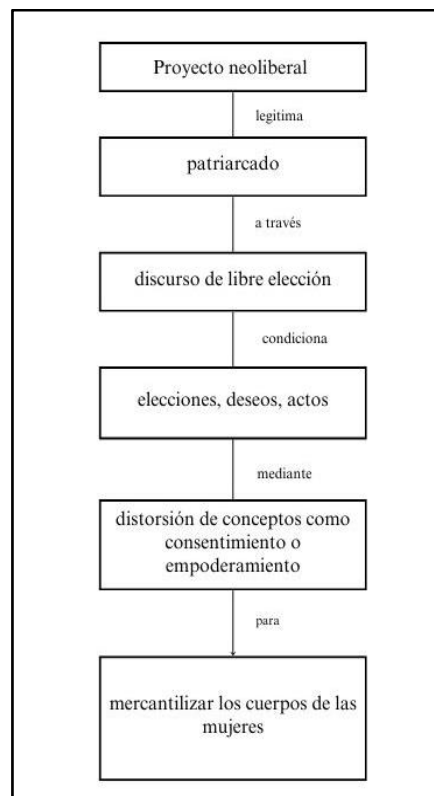 Proyecto neoliberal
legitima
patriarcado
a través
discurso de libre elección
condiciona
elecciones, deseos, actos
mediante
distorsión de conceptos como
consentimiento o
empoderamiento
para
mercantilizar los cuerpos de las
mujeres